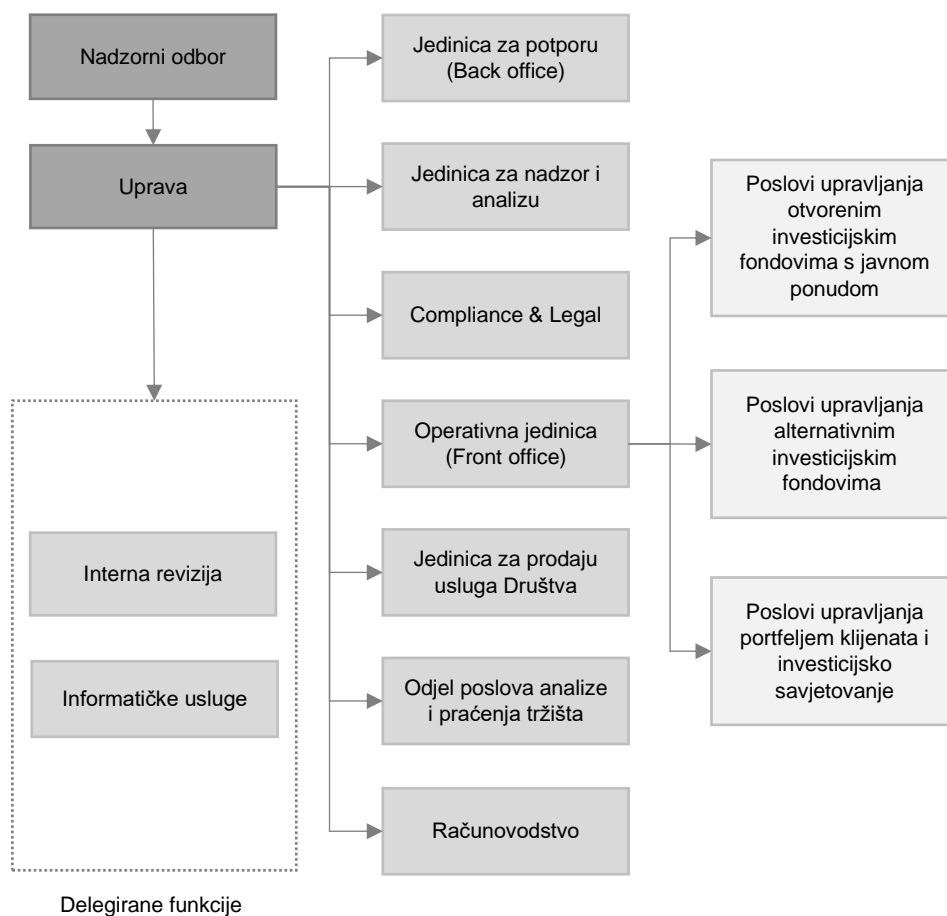 Nadzorni odbor
Uprava
Interna revizija
Informatičke usluge
Delegirane funkcije
Jedinica za potporu
(Back office)
Jedinica za nadzor i
analizu
Compliance & Legal
Operativna jedinica
(Front office)
Jedinica za prodaju
usluga Društva
Odjel poslova analize
i praćenja tržišta
Računovodstvo
Poslovi upravljanja
otvorenim
investicijskim
fondovima s javnom
ponudom
Poslovi upravljanja
alternativnim
investicijskim
fondovima
Poslovi upravljanja
portfeljem klijenata i
investicijsko
savjetovanje